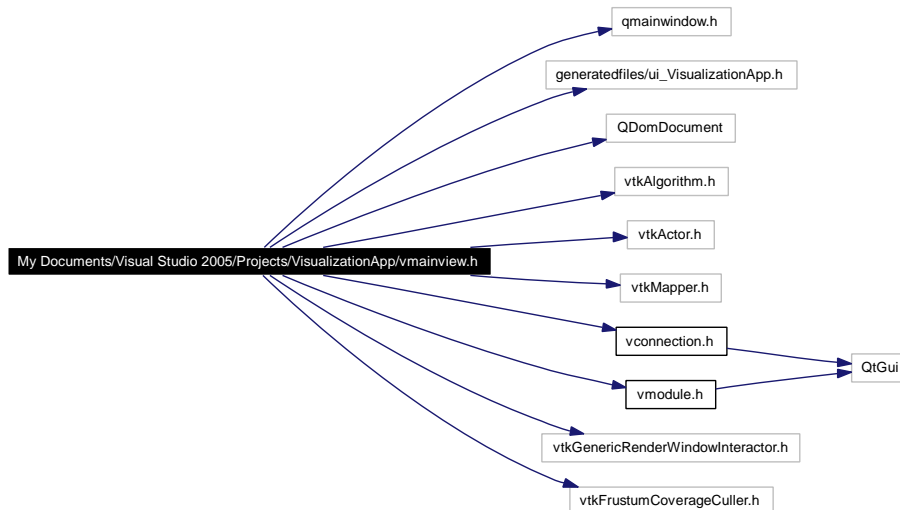 qmainwindow.h
generatedfiles/ui_VisualizationApp.h
QDomDocument
vtkAlgorithm.h
vtkActor.h
My Documents/Visual Studio 2005/Projects/VisualizationApp/vmainview.h
vtkMapper.h
vconnection.h
QtGui
vmodule.h
vtkGenericRenderWindowInteractor.h
vtkFrustumCoverageCuller.h